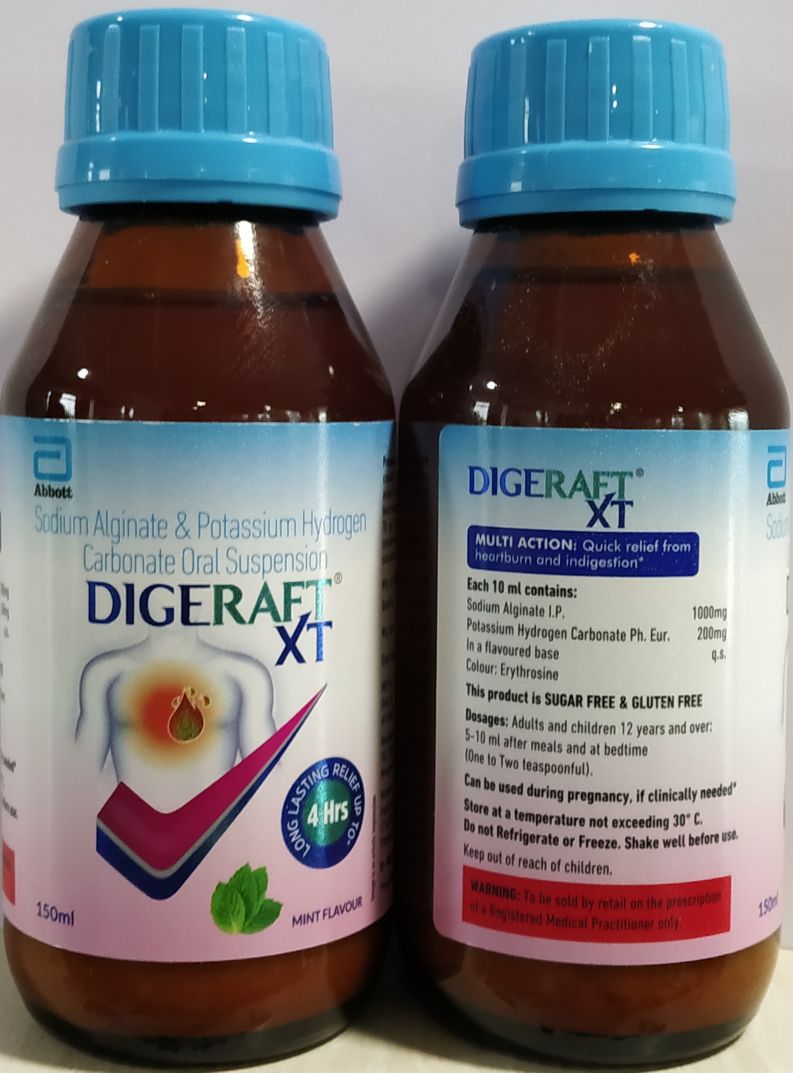 Abbott
Sodium Alginate & Potassium Hydrogen
Carbonate Oral Suspension
DIGERAFT®
XT
LONG LASTING RELIEF UP TO~
4 Hrs
150ml
MINT FLAVOUR
DIGERAFT®
XT
MULTI ACTION: Quick relief from
heartburn and indigestion*
Each 10 ml contains:
Sodium Alginate I.P. 1000mg
Potassium Hydrogen Carbonate Ph. Eur. 200mg
In a flavoured base q.s.
Colour: Erythrosine
This product is SUGAR FREE & GLUTEN FREE
Dosages: Adults and children 12 years and over:
5-10 ml after meals and at bedtime
(One to Two teaspoonful).
Can be used during pregnancy, if clinically needed*
Store at a temperature not exceeding 30° C.
Do not Refrigerate or Freeze. Shake well before use.
Keep out of reach of children.
WARNING: To be sold by retail on the prescription
of a Registered Medical Practitioner only.
Abbott
150ml